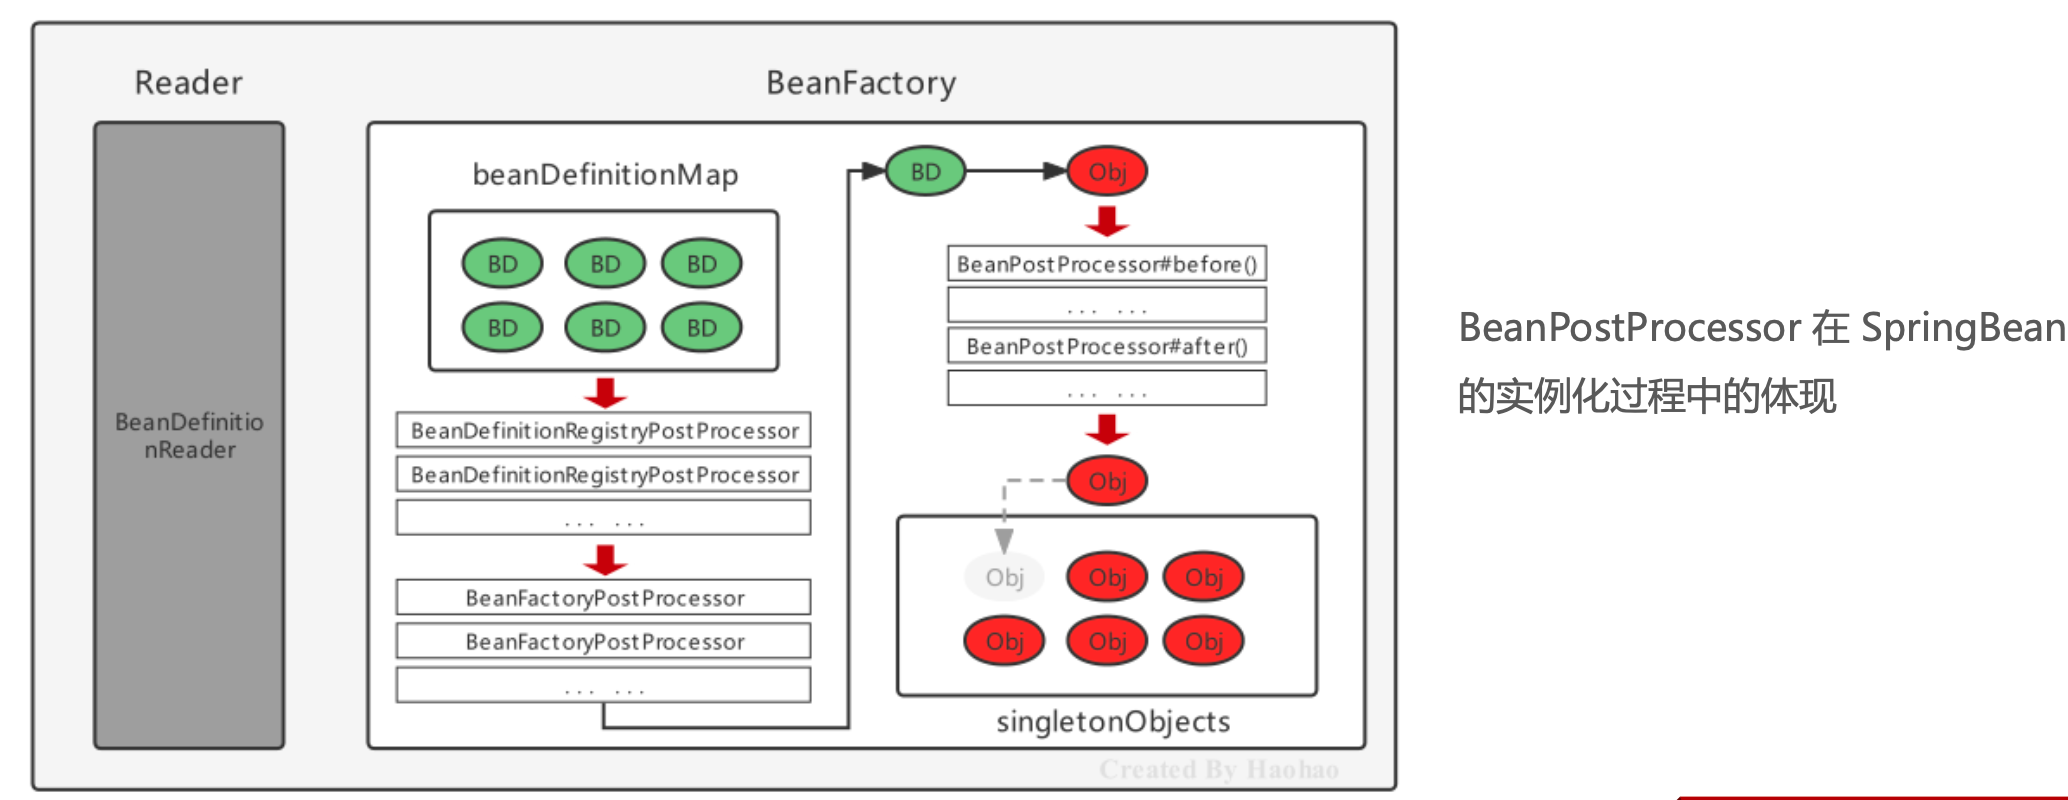 Reader
BeanFactory
BeanDefinitio
nReader
beanDefinitionMap
BD
BD
BD
BD
BD
BD
BeanDefinitionRegistryPostProcessor
BeanDefinitionRegistryPostProcessor
... ...
BeanFactoryPostProcessor
BeanFactoryPostProcessor
... ...
BD
Obj
BeanPostProcessor#before()
... ...
BeanPostProcessor#after()
... ...
Obj
Obj
Obj
Obj
Obj
Obj
Obj
singletonObjects
Created By Haohao
BeanPostProcessor 在 SpringBean
的实例化过程中的体现